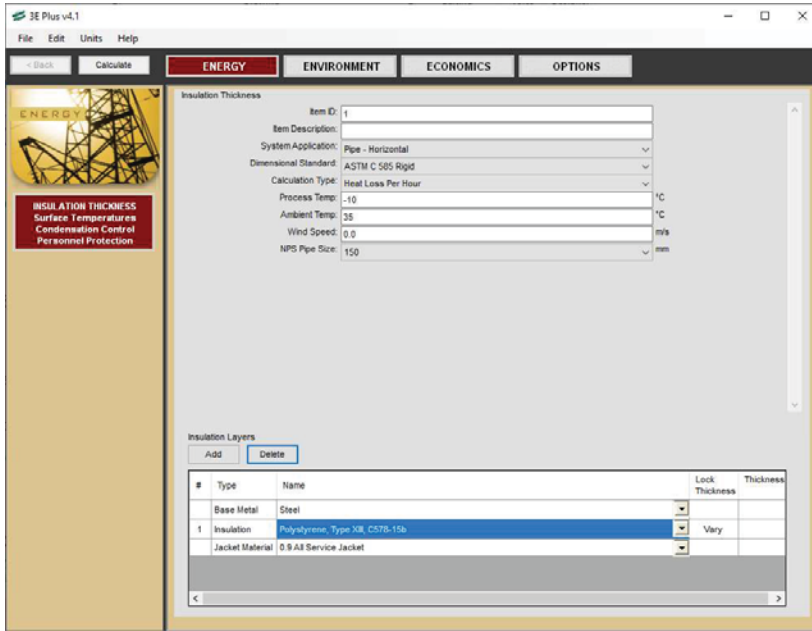 3E Plus v4.1
File Edit Units Help
< Back Calculate ENERGY ENVIRONMENT ECONOMICS OPTIONS
ENERGY
INSULATION THICKNESS
Surface Temperatures
Condensation Control
Personnel Protection
Insulation Thickness
Item ID: 1
Item Description:
System Application: Pipe - Horizontal
Dimensional Standard: ASTM C 585 Rigid
Calculation Type: Heat Loss Per Hour
Process Temp: -10 °C
Ambient Temp: 35 °C
Wind Speed: 0.0 m/s
NPS Pipe Size: 150 mm
Insulation Layers
Add Delete
# Type Name Lock Thickness Thickness
Base Metal Steel
1 Insulation Polystyrene, Type XIII, C578-15b Vary
Jacket Material 0.9 All Service Jacket